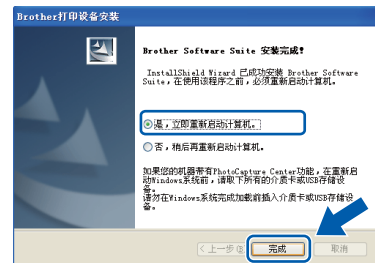 Brother打印设备安装
Brother Software Suite 安装完成!
InstallShield Wizard 已成功安装 Brother Software
Suite,在使用该程序之前,必须重新启动计算机。
是,立即重新启动计算机。
否,稍后再重新启动计算机。
如果您的机器带有PhotoCapture Center功能,在重新启
动Windows系统前,请取下所有的介质卡或USB存储设
备。
请勿在Windows系统完成加载前插入介质卡或USB存储设
备。
<上一步 完成 取消